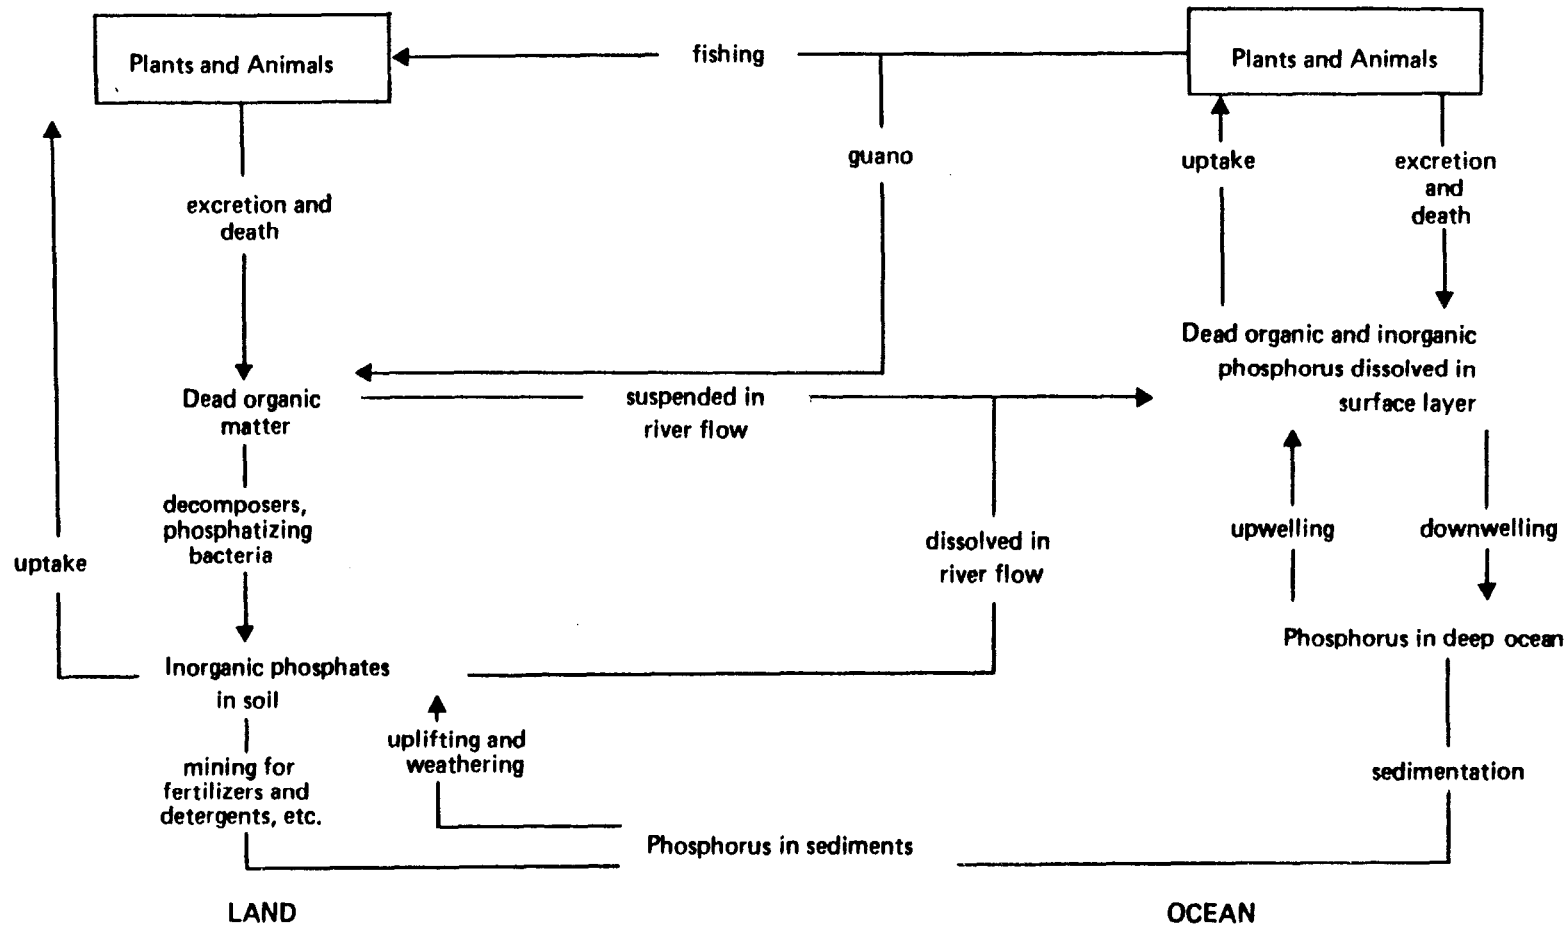 Plants and Animals
fishing
Plants and Animals
guano
uptake
excretion
and
death
excretion and
death
Dead organic and inorganic
phosphorus dissolved in
surface layer
Dead organic
matter
suspended in
river flow
decomposers,
phosphatizing
bacteria
uptake
dissolved in
river flow
upwelling
downwelling
Phosphorus in deep ocean
Inorganic phosphates
in soil
uplifting and
weathering
mining for
fertilizers and
detergents, etc.
sedimentation
Phosphorus in sediments
LAND
OCEAN